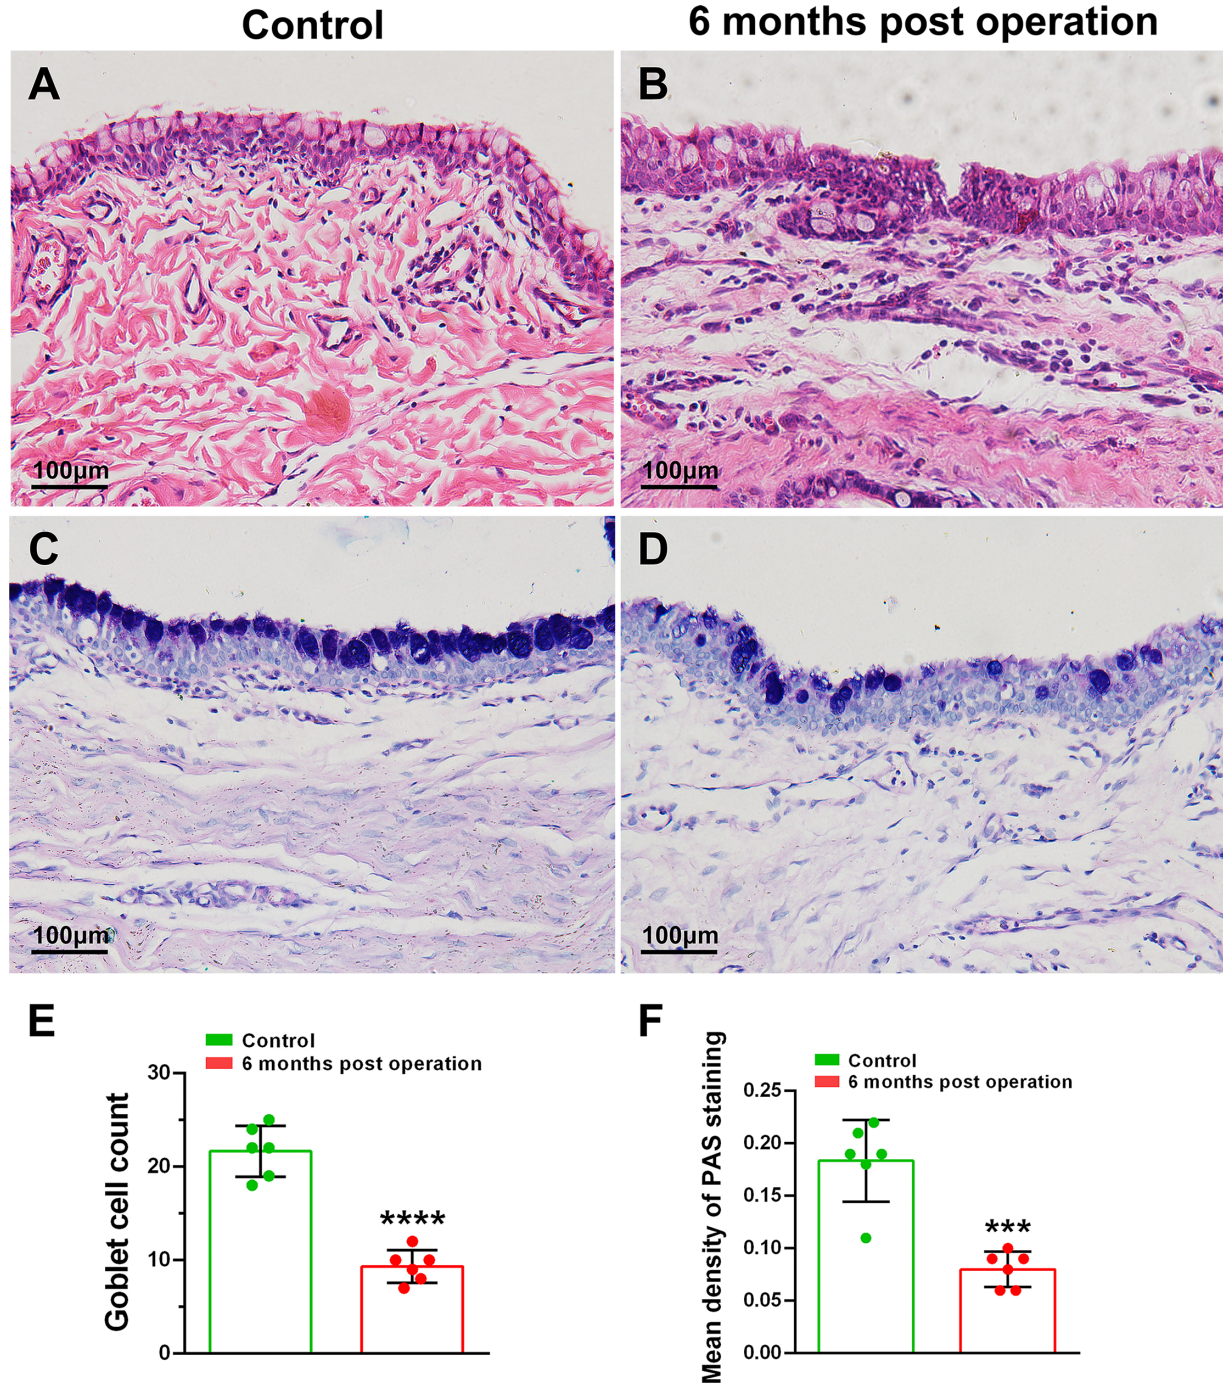 Control
6 months post operation
A
B
100μm
100μm
C
D
100μm
100μm
E
Control
6 months post operation
Goblet cell count
30
20
10
0
****
F
Control
6 months post operation
Mean density of PAS staining
0.25
0.20
0.15
0.10
0.05
0.00
***